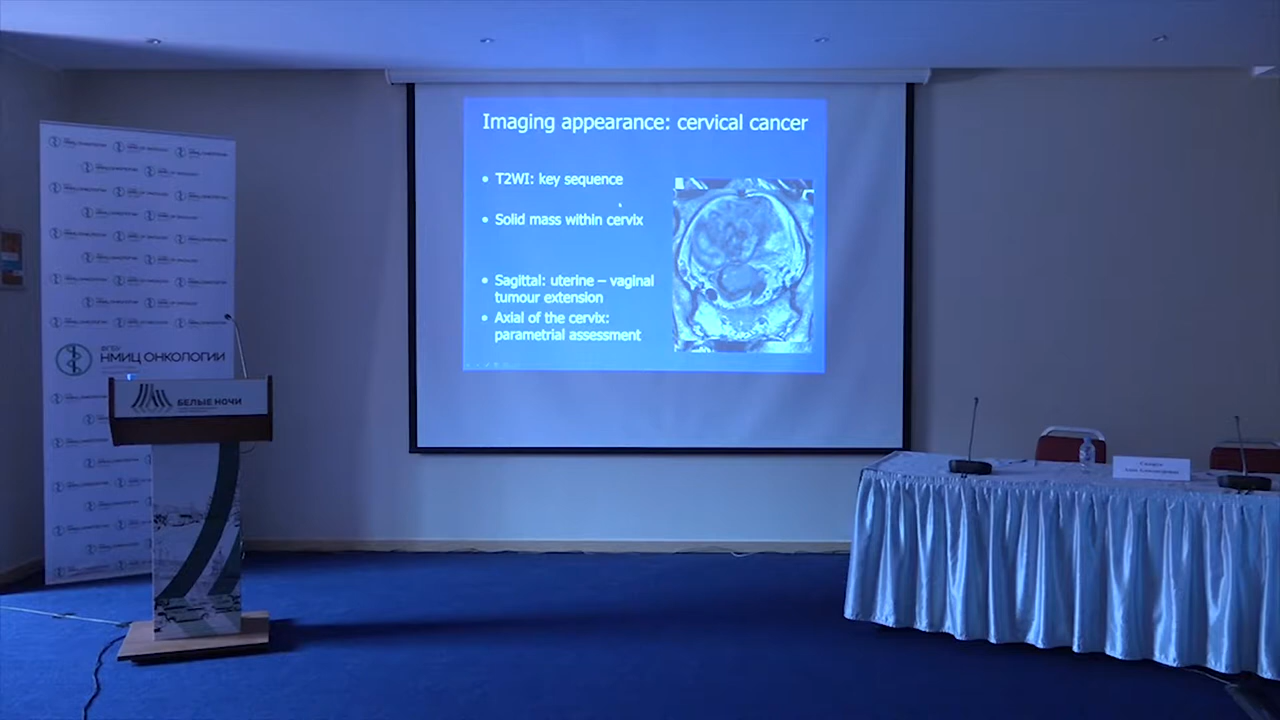 Imaging appearance: cervical cancer
• T2WI: key sequence
• Solid mass within cervix
• Sagittal: uterine – vaginal
tumour extension
• Axial of the cervix:
parametrial assessment
ФГБУ
НМИЦ ОНКОЛОГИИ
БЕЛЫЕ НОЧИ